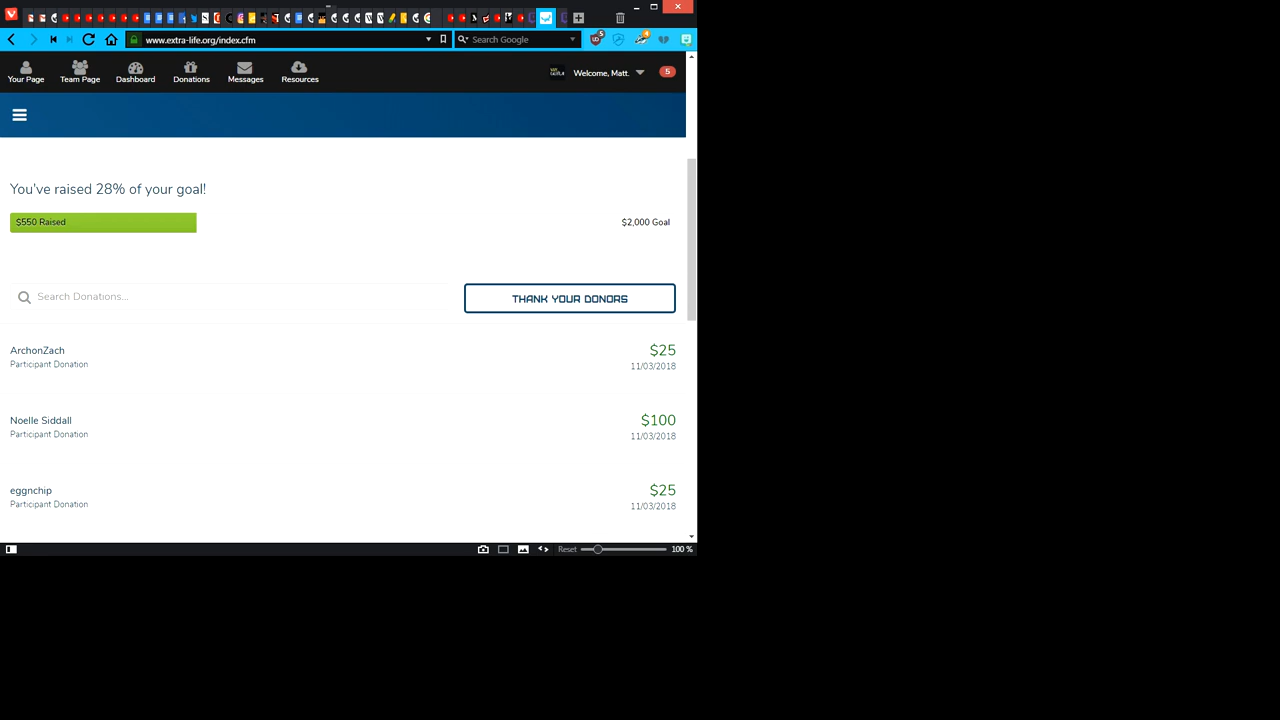 www.extra-life.org/index.cfm
Search Google
5
4
Your Page
Team Page
Dashboard
Donations
Messages
Resources
Welcome, Matt.
5
You've raised 28% of your goal!
$550 Raised
$2,000 Goal
Search Donations...
THANK YOUR DONORS
ArchonZach
$25
Participant Donation
11/03/2018
Noelle Siddall
$100
Participant Donation
11/03/2018
eggnchip
$25
Participant Donation
11/03/2018
Reset
100 %